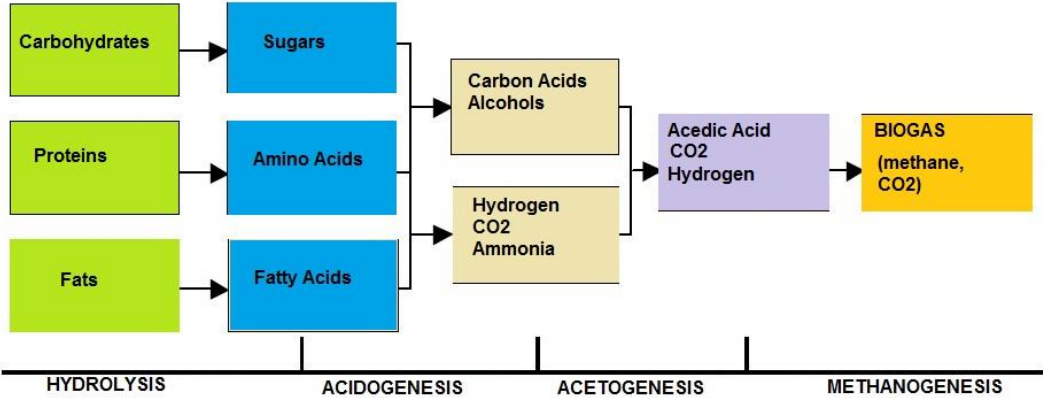 Carbohydrates
Sugars
Carbon Acids
Alcohols
Proteins
Amino Acids
Acedic Acid
CO2
Hydrogen
BIOGAS
(methane,
CO2)
Hydrogen
CO2
Ammonia
Fats
Fatty Acids
HYDROLYSIS
ACIDOGENESIS
ACETOGENESIS
METHANOGENESIS